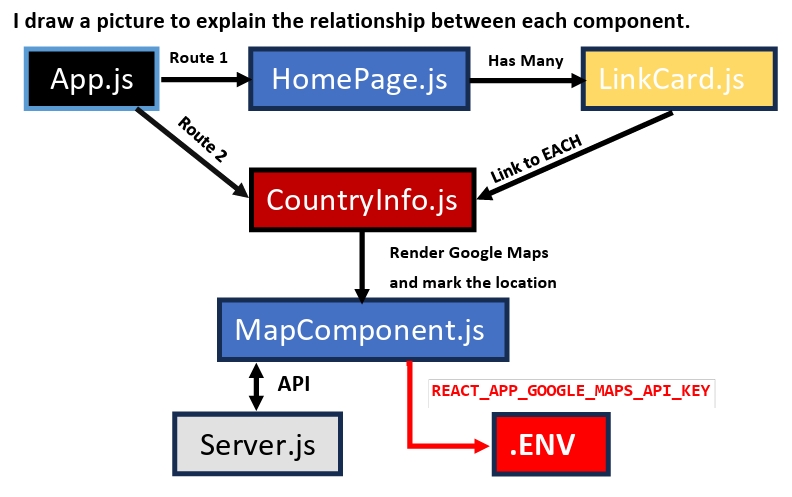 I draw a picture to explain the relationship between each component.
App.js
Route 1
HomePage.js
Has Many
LinkCard.js
Route 2
Link to EACH
CountryInfo.js
Render Google Maps
and mark the location
MapComponent.js
API
REACT_APP_GOOGLE_MAPS_API_KEY
Server.js
.ENV